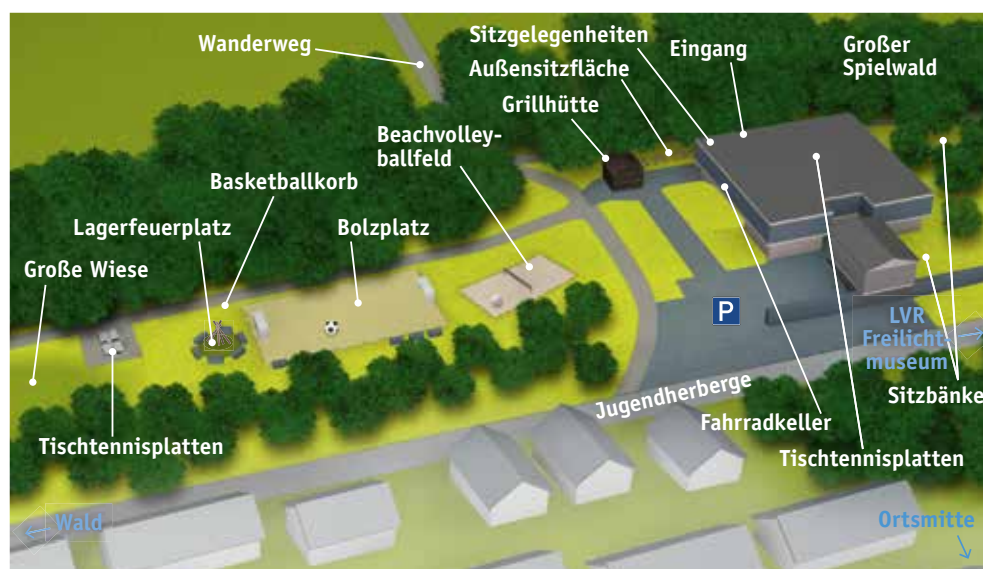 Wanderweg
Sitzgelegenheiten
Außensitzfläche
Grillhütte
Eingang
Großer
Spielwald
Beachvolley-
ballfeld
Basketballkorb
Lagerfeuerplatz
Bolzplatz
Große Wiese
P
LVR
Freilicht-
museum
Sitzbänke
Jugendherberge
Fahrradkeller
Tischtennisplatten
Tischtennisplatten
Wald
Ortsmitte